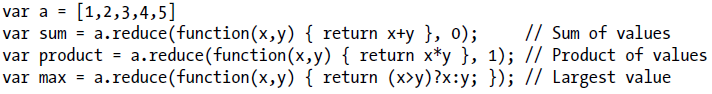 var a = [1,2,3,4,5]
var sum = a.reduce(function(x,y) { return x+y }, 0);     // Sum of values
var product = a.reduce(function(x,y) { return x*y }, 1); // Product of values
var max = a.reduce(function(x,y) { return (x>y)?x:y; }); // Largest value